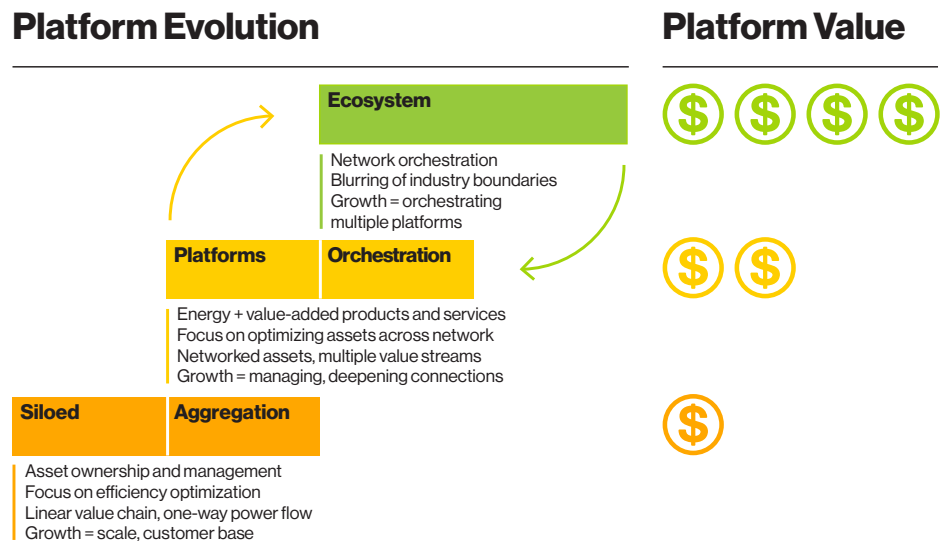 Platform Evolution
Platform Value
Ecosystem
$ $ $ $
Network orchestration
Blurring of industry boundaries
Growth = orchestrating
multiple platforms
Platforms
Orchestration
$ $
Energy + value-added products and services
Focus on optimizing assets across network
Networked assets, multiple value streams
Growth = managing, deepening connections
Siloed
Aggregation
$
Asset ownership and management
Focus on efficiency optimization
Linear value chain, one-way power flow
Growth = scale, customer base